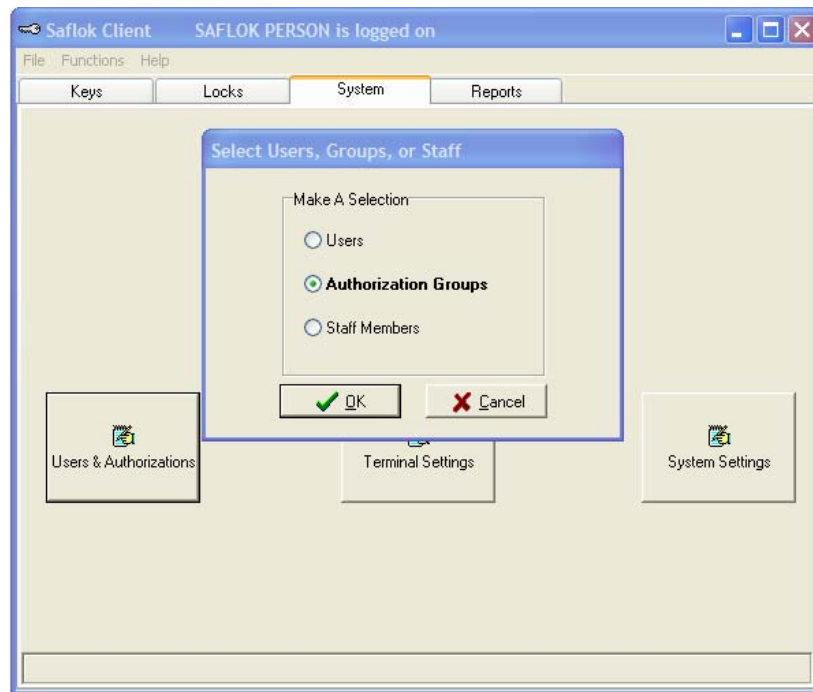 Saflok Client SAFLOK PERSON is logged on
File Functions Help
Keys Locks System Reports
Select Users, Groups, or Staff
Make A Selection
Users
Authorization Groups
Staff Members
OK Cancel
Users & Authorizations Terminal Settings System Settings